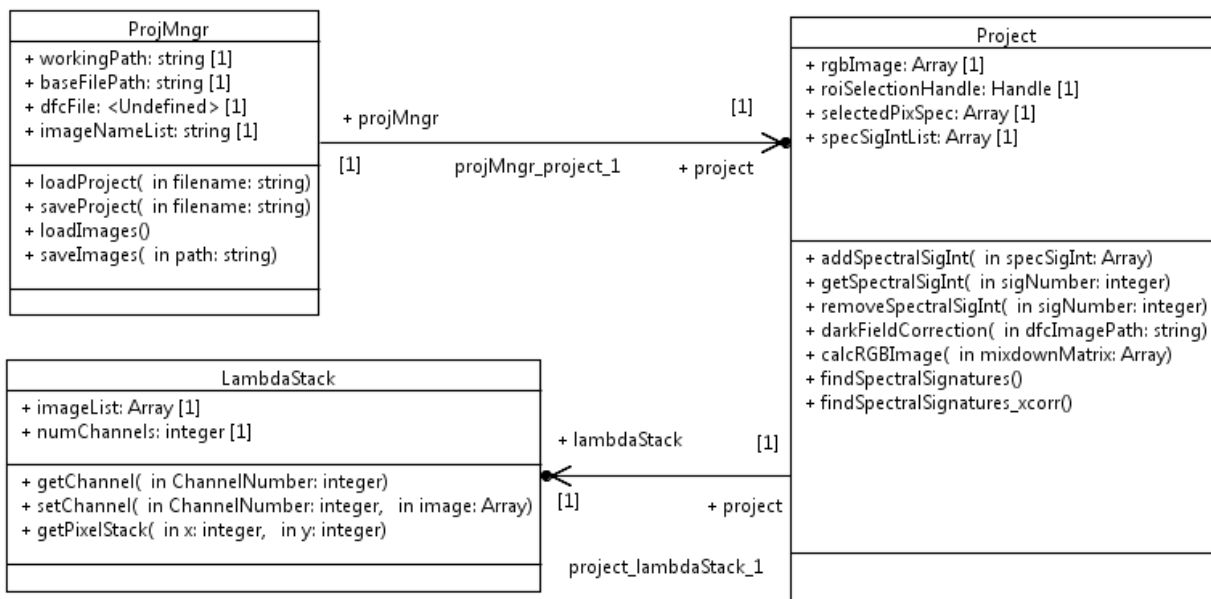 ProjMngr
+ workingPath: string [1]
+ baseFilePath: string [1]
+ dfcFile: <Undefined> [1]
+ imageNameList: string [1]
+ loadProject( in filename: string)
+ saveProject( in filename: string)
+ loadImages()
+ saveImages( in path: string)
+ projMngr
[1]
[1]
projMngr_project_1
+ project
Project
+ rgbImage: Array [1]
+ roiSelectionHandle: Handle [1]
+ selectedPixSpec: Array [1]
+ specSigIntList: Array [1]
+ addSpectralSigInt( in specSigInt: Array)
+ getSpectralSigInt( in sigNumber: integer)
+ removeSpectralSigInt( in sigNumber: integer)
+ darkFieldCorrection( in dfcImagePath: string)
+ calcRGBImage( in mixdownMatrix: Array)
+ findSpectralSignatures()
+ findSpectralSignatures_xcorr()
LambdaStack
+ imageList: Array [1]
+ numChannels: integer [1]
+ getChannel( in ChannelNumber: integer)
+ setChannel( in ChannelNumber: integer, in image: Array)
+ getPixelStack( in x: integer, in y: integer)
+ lambdaStack
[1]
[1]
+ project
project_lambdaStack_1